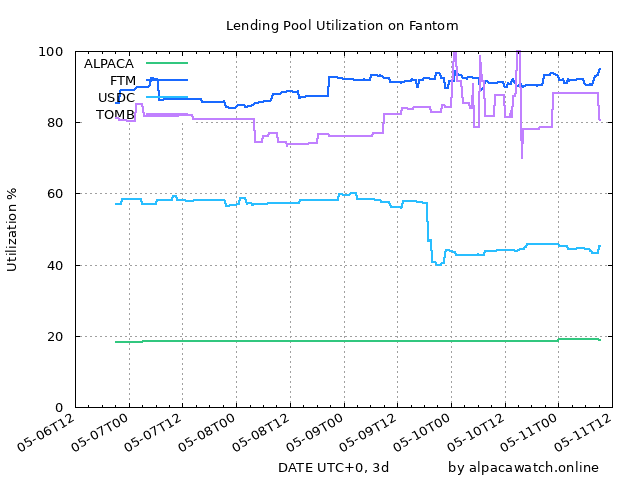 Lending Pool Utilization on Fantom
Utilization %
100
80
60
40
20
0
ALPACA
FTM
USDC
TOMB
05-06T12
05-07T00
05-07T12
05-08T00
05-08T12
05-09T00
05-09T12
05-10T00
05-10T12
05-11T00
05-11T12
DATE UTC+0, 3d
by alpacawatch.online